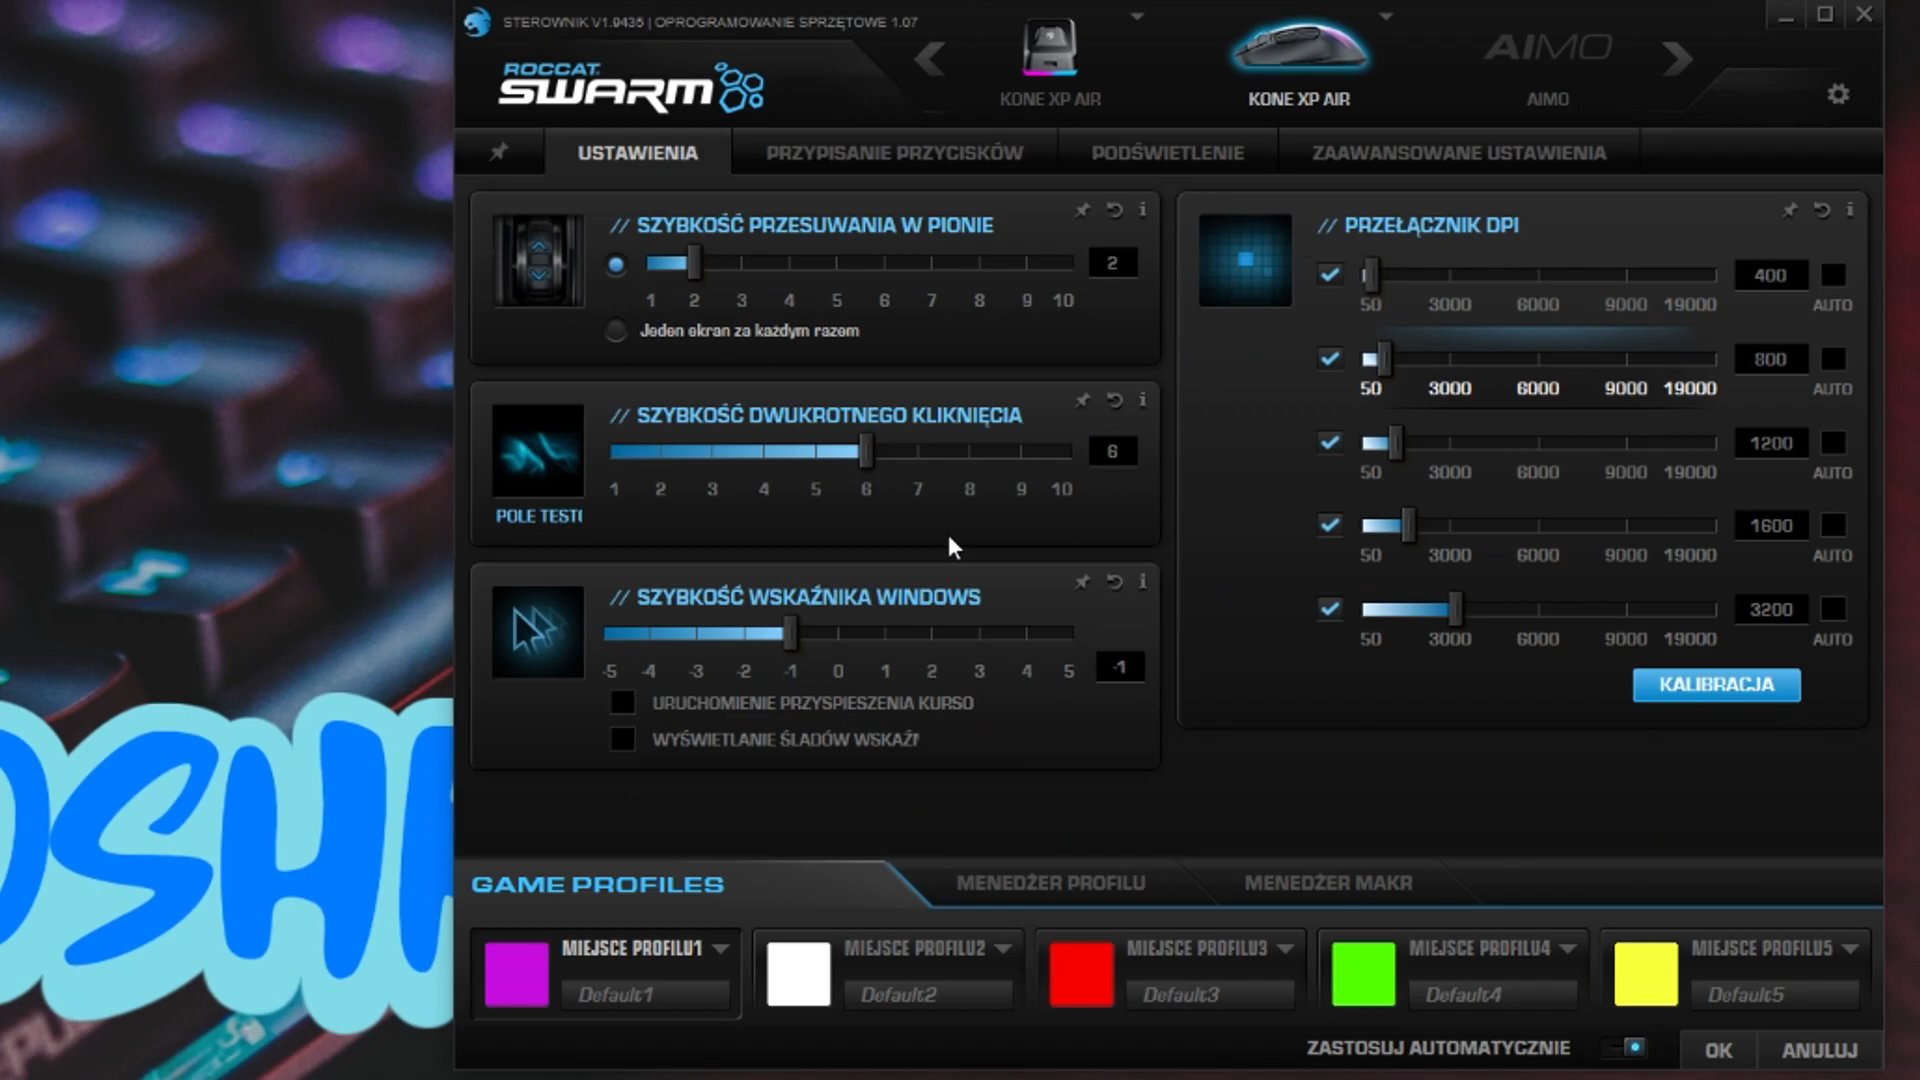 STEROWNIK V1.9435 | OPROGRAMOWANIE SPRZĘTOWE 1.07
ROCCAT
SWARM
KONE XP AIR
KONE XP AIR
AIMO
AIMO
USTAWIENIA
PRZYPISANIE PRZYCISKÓW
PODŚWIETLENIE
ZAAWANSOWANE USTAWIENIA
// SZYBKOŚĆ PRZESUWANIA W PIONIE
2
1 2 3 4 5 6 7 8 9 10
Jeden ekran za każdym razem
// SZYBKOŚĆ DWUKROTNEGO KLIKNIĘCIA
6
1 2 3 4 5 6 7 8 9 10
POLE TEST
// SZYBKOŚĆ WSKAŹNIKA WINDOWS
-5 -4 -3 -2 -1 0 1 2 3 4 5
-1
URUCHOMIENIE PRZYSPIESZENIA KURSO
WYŚWIETLANIE ŚLADÓW WSKAŹ
// PRZEŁĄCZNIK DPI
400
50 3000 6000 9000 19000 AUTO
800
50 3000 6000 9000 19000 AUTO
1200
50 3000 6000 9000 19000 AUTO
1600
50 3000 6000 9000 19000 AUTO
3200
50 3000 6000 9000 19000 AUTO
KALIBRACJA
GAME PROFILES
MENEDŻER PROFILU
MENEDŻER MAKR
MIEJSCE PROFILU1
Default1
MIEJSCE PROFILU2
Default2
MIEJSCE PROFILU3
Default3
MIEJSCE PROFILU4
Default4
MIEJSCE PROFILU5
Default5
ZASTOSUJ AUTOMATYCZNIE
OK
ANULUJ